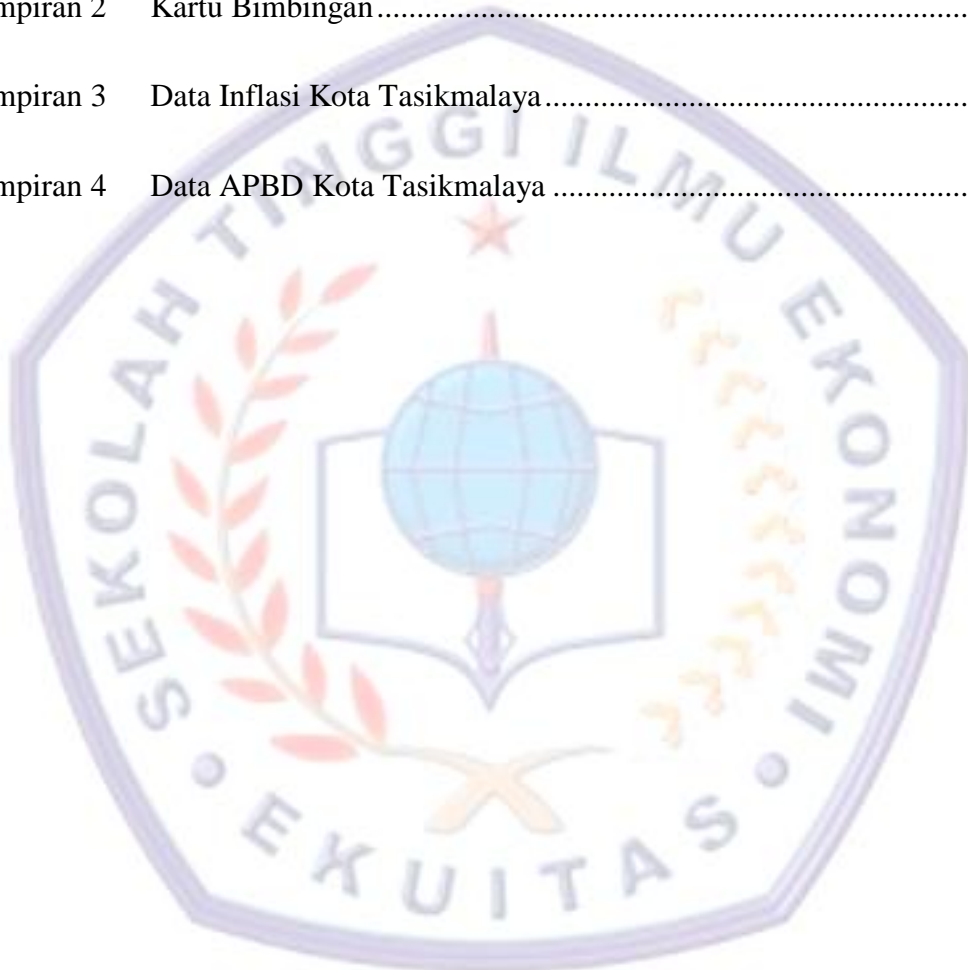 mpiran 2 Kartu Bimbingan
mpiran 3 Data Inflasi Kota Tasikmalaya
mpiran 4 Data APBD Kota Tasikmalaya
SEKOLAH TINGGI ILMU EKONOMI
• EKUITAS •